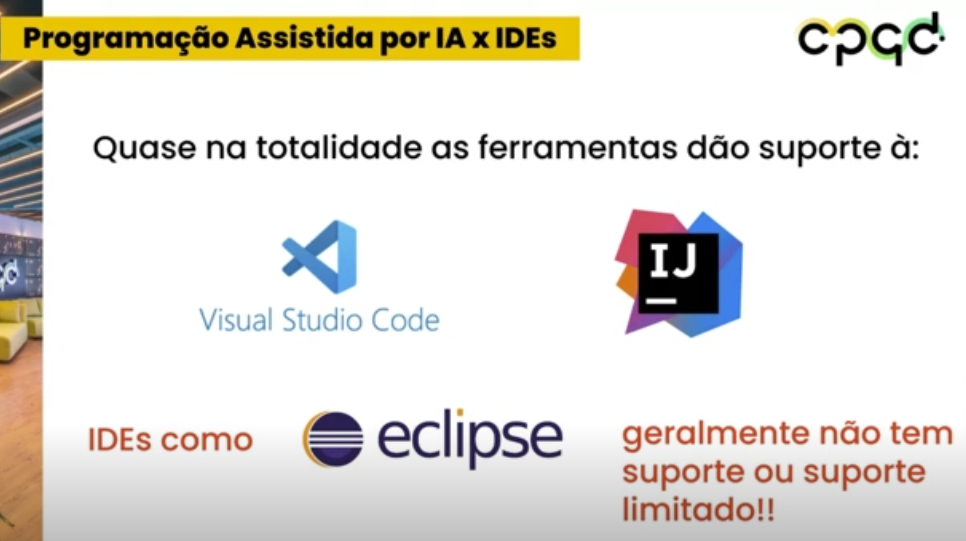 Programação Assistida por IA x IDEs
cpqd
Quase na totalidade as ferramentas dão suporte à:
Visual Studio Code
IJ
IDEs como
eclipse
geralmente não tem
suporte ou suporte
limitado!!